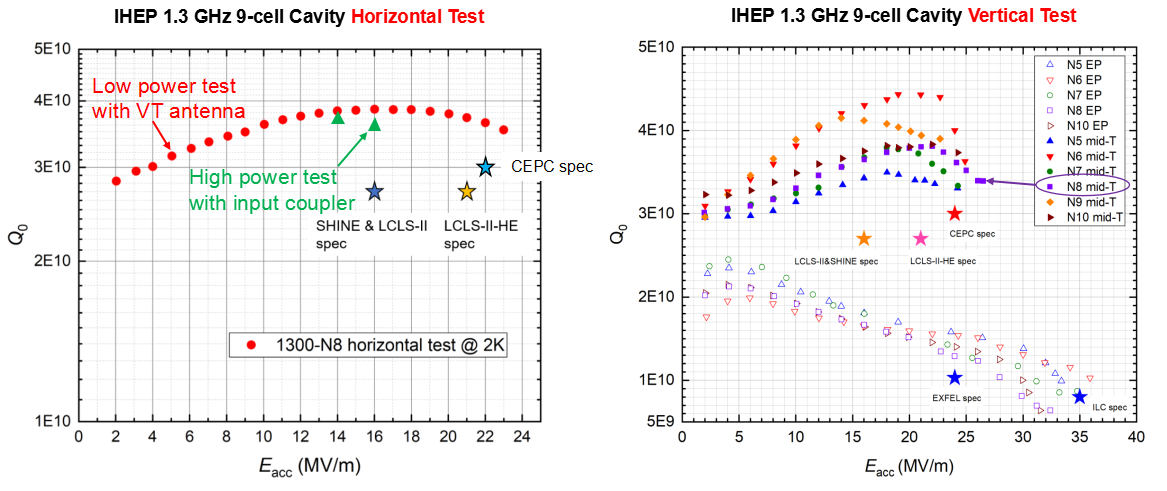 IHEP 1.3 GHz 9-cell Cavity Horizontal Test
5E10
4E10
3E10
2E10
1E10
Q0
Low power test
with VT antenna
High power test
with input coupler
CEPC spec
SHINE & LCLS-II
spec
LCLS-II-HE
spec
1300-N8 horizontal test @ 2K
0 2 4 6 8 10 12 14 16 18 20 22 24
Eacc (MV/m)
IHEP 1.3 GHz 9-cell Cavity Vertical Test
5E10
4E10
3E10
2E10
1E10
5E9
Q0
N5 EP
N6 EP
N7 EP
N8 EP
N10 EP
N5 mid-T
N6 mid-T
N7 mid-T
N8 mid-T
N9 mid-T
N10 mid-T
CEPC spec
LCLS-II&SHINE spec
LCLS-II-HE spec
EXFEL spec
ILC spec
0 5 10 15 20 25 30 35 40
Eacc (MV/m)